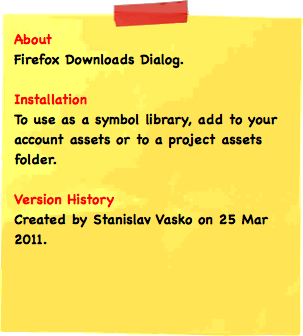 About
Firefox Downloads Dialog.
Installation
To use as a symbol library, add to your
account assets or to a project assets
folder.
Version History
Created by Stanislav Vasko on 25 Mar
2011.